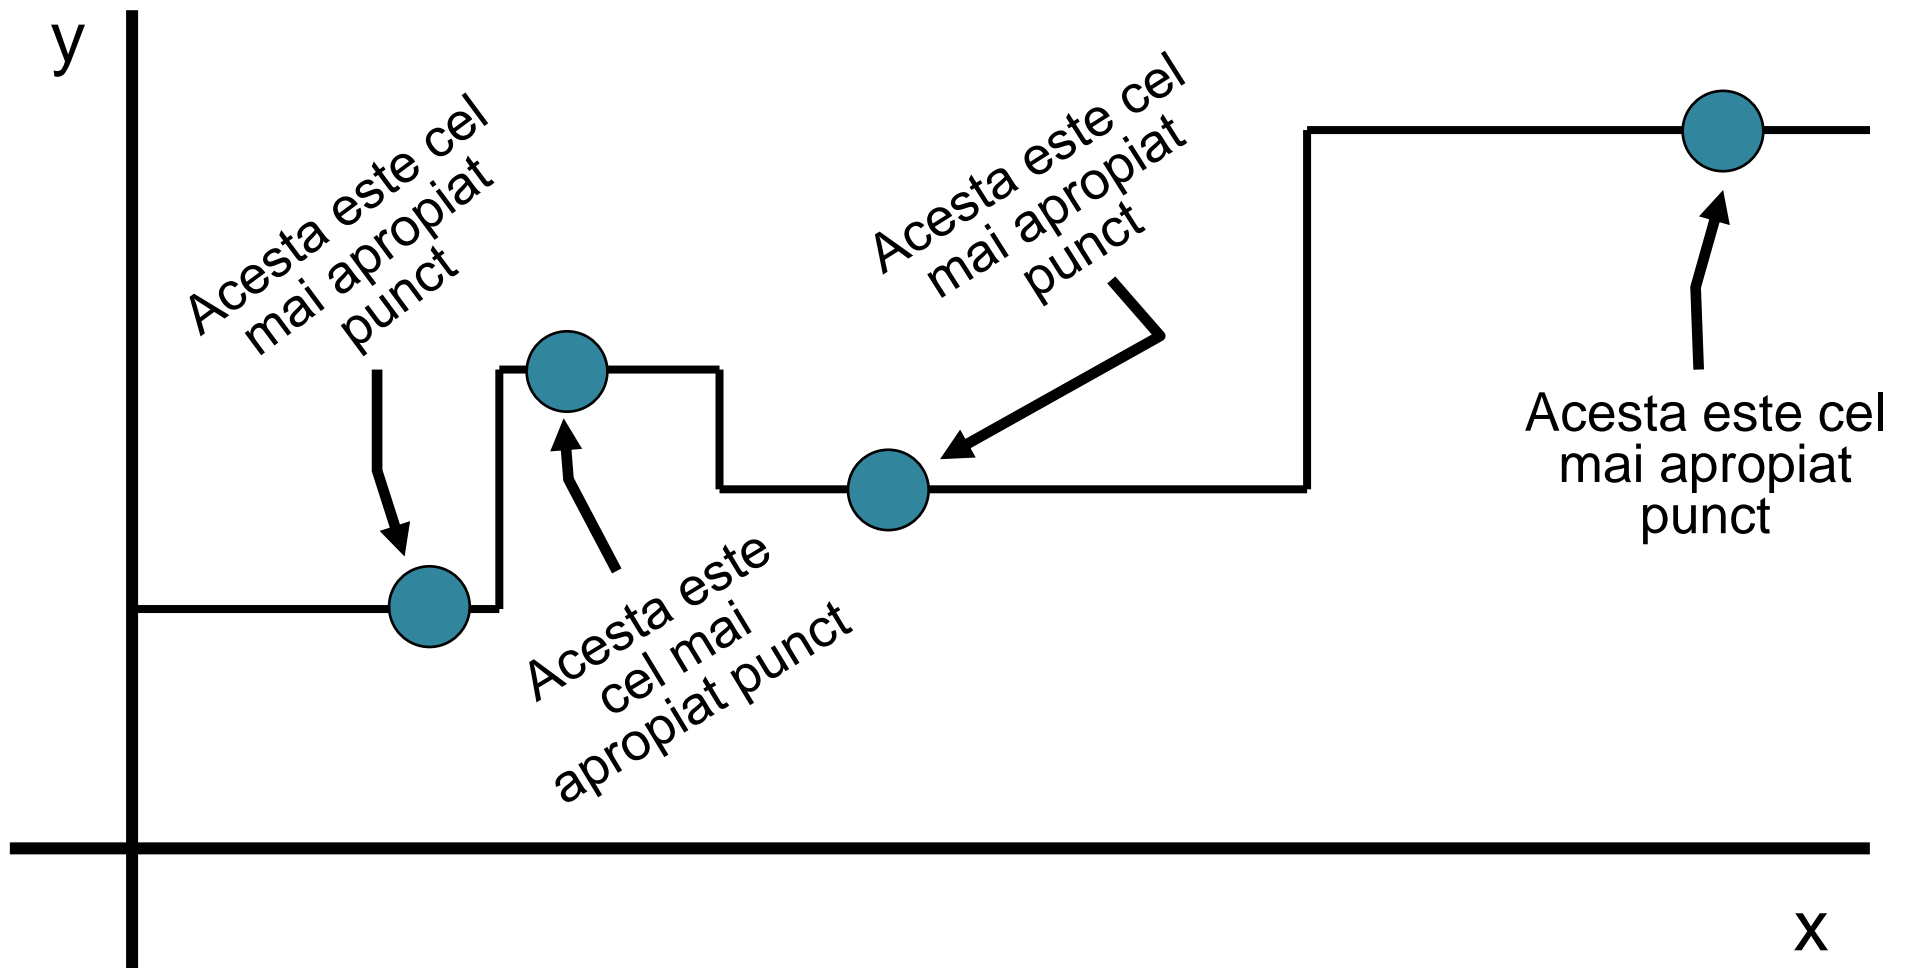 y
Acesta este cel
mai apropiat
punct
Acesta este cel
mai apropiat
punct
Acesta este cel
mai apropiat
punct
Acesta este
cel mai
apropiat punct
x